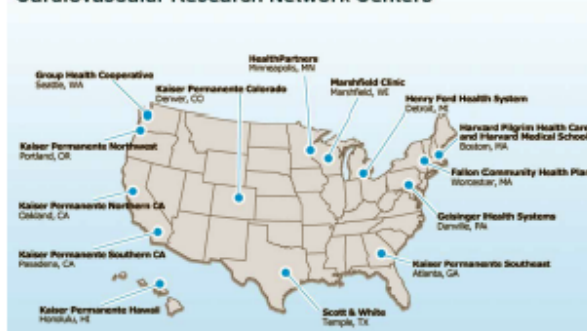 Cardiovascular Research Network Centers
HealthPartners
Minneapolis, MN
Marshfield Clinic
Marshfield, WI
Group Health Cooperative
Seattle, WA
Kaiser Permanente Colorado
Denver, CO
Henry Ford Health System
Detroit, MI
Harvard Pilgrim Health Care
and Harvard Medical School
Boston, MA
Kaiser Permanente Northwest
Portland, OR
Fallon Community Health Plan
Worcester, MA
Kaiser Permanente Northern CA
Oakland, CA
Geisinger Health Systems
Danville, PA
Kaiser Permanente Southern CA
Pasadena, CA
Kaiser Permanente Southeast
Atlanta, GA
Kaiser Permanente Hawaii
Honolulu, HI
Scott & White
Temple, TX